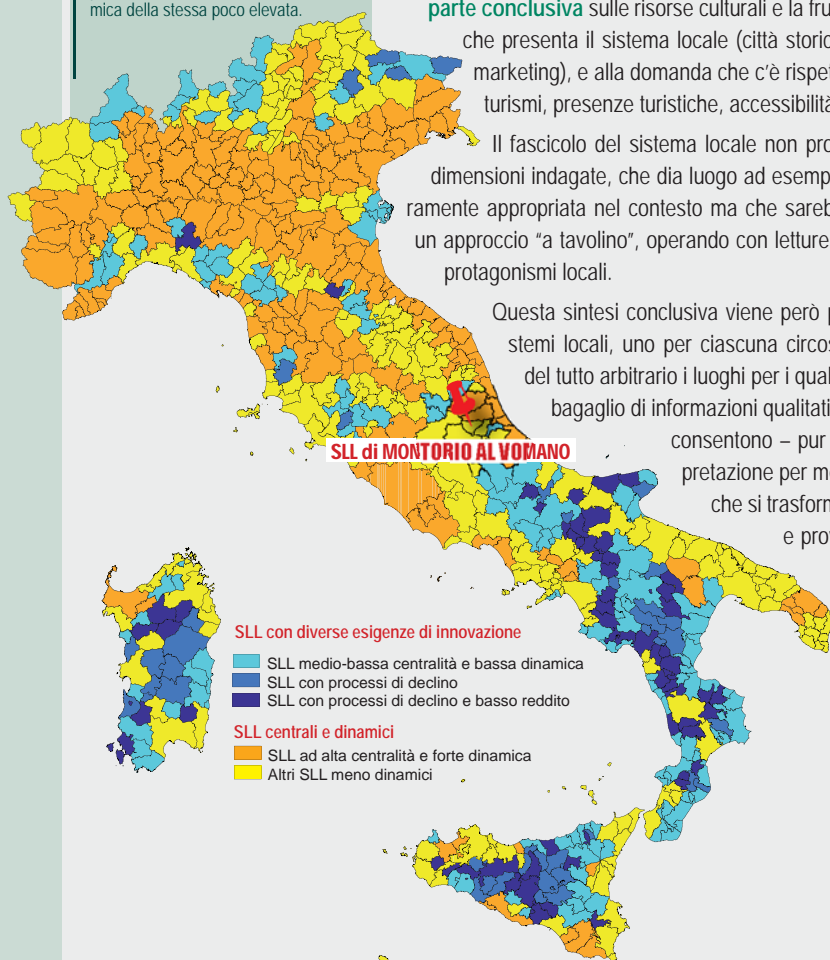 mica della stessa poco elevata.
parte conclusiva sulle risorse culturali e la fru
che presenta il sistema locale (città storic
marketing), e alla domanda che c'è rispet
turismi, presenze turistiche, accessibilità
Il fascicolo del sistema locale non pro
dimensioni indagate, che dia luogo ad esemp
ramente appropriata nel contesto ma che sareb
un approccio “a tavolino”, operando con letture
protagonismi locali.
Questa sintesi conclusiva viene però p
stemi locali, uno per ciascuna circos
del tutto arbitrario i luoghi per i qual
bagaglio di informazioni qualitati
consentono – pur
pretazione per me
che si trasforn
e prov
SLL di MONTORIO AL VOMANO
SLL con diverse esigenze di innovazione
SLL medio-bassa centralità e bassa dinamica
SLL con processi di declino
SLL con processi di declino e basso reddito
SLL centrali e dinamici
SLL ad alta centralità e forte dinamica
Altri SLL meno dinamici